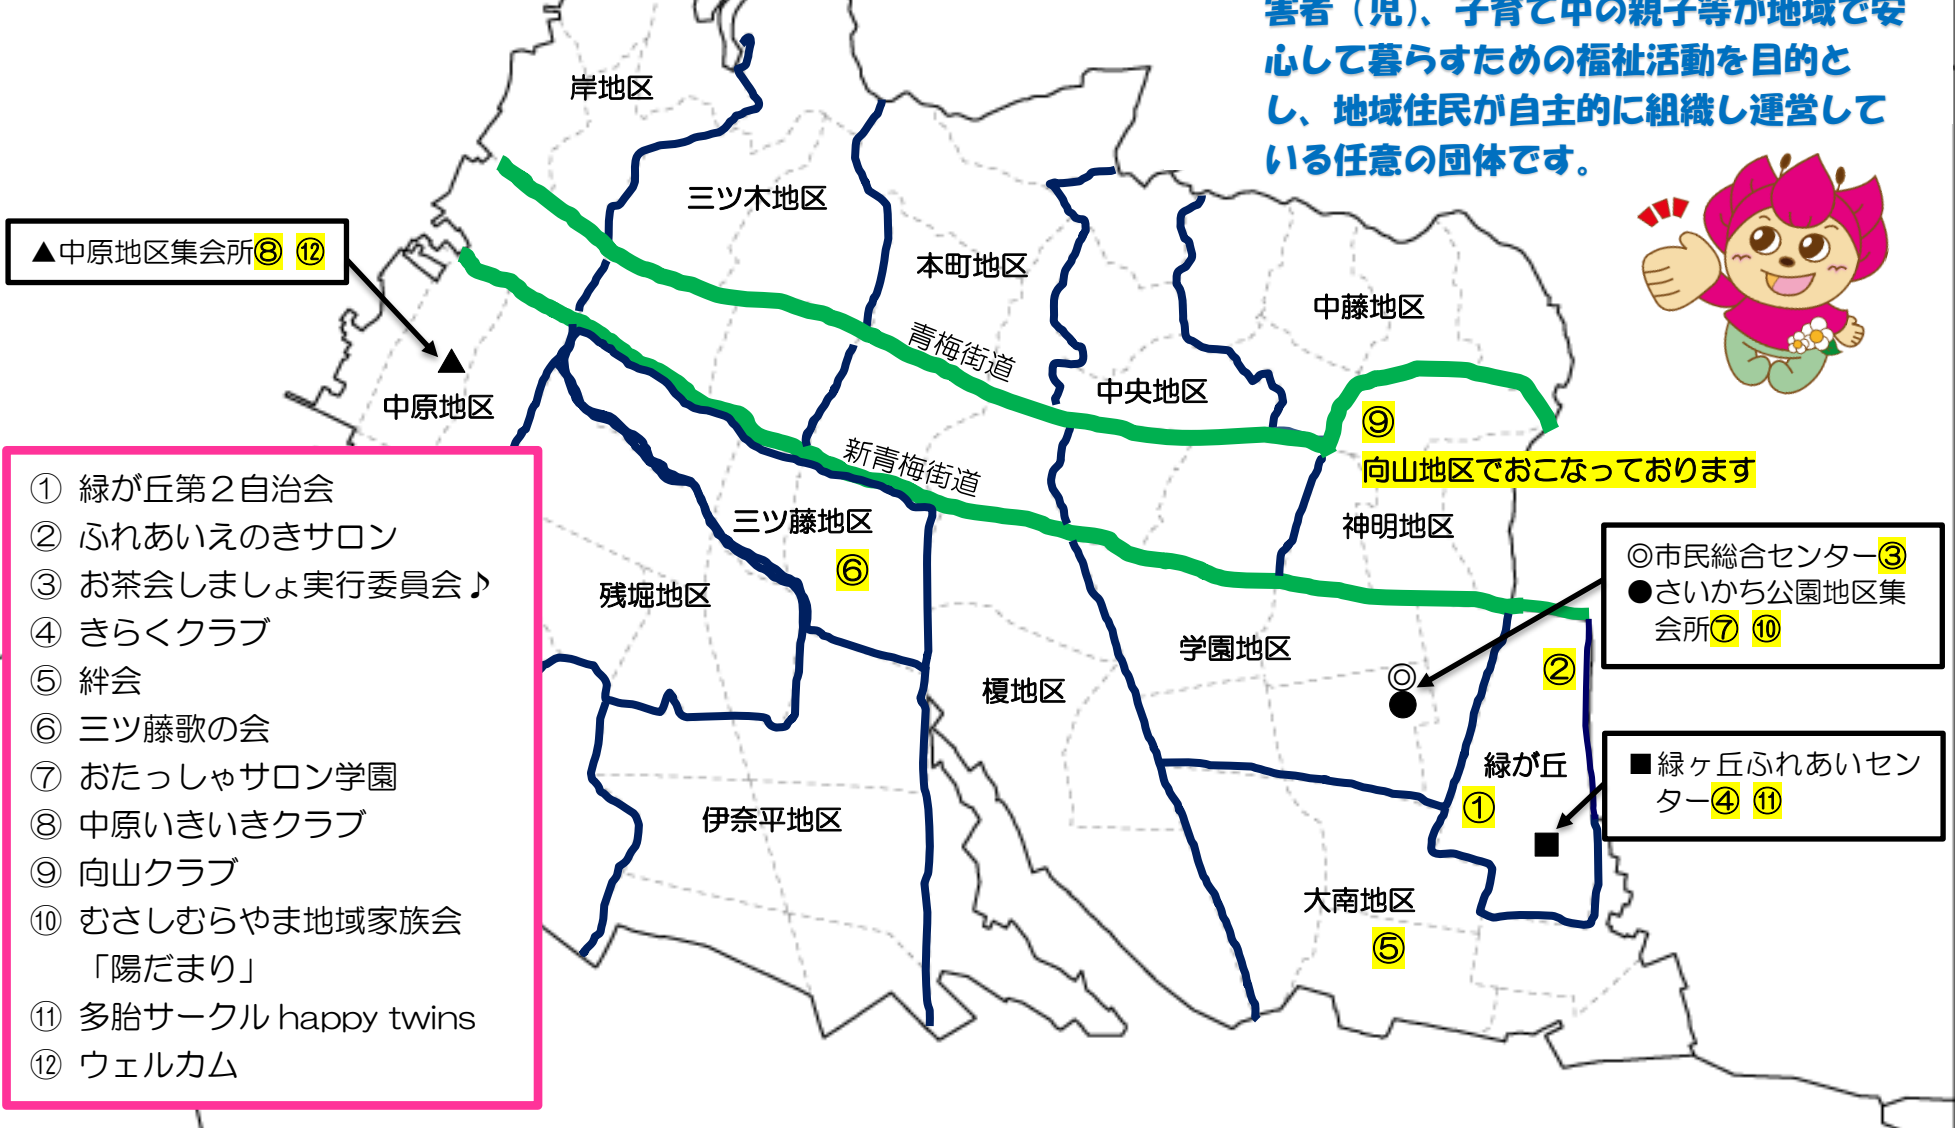 害者（児）、子育て中の親子等が地域で安
心して暮らすための福祉活動を目的と
し、地域住民が自主的に組織し運営して
いる任意の団体です。
岸地区
三ツ木地区
本町地区
中藤地区
▲中原地区集会所⑧ ⑫
青梅街道
中央地区
中原地区
⑨
向山地区でおこなっております
新青梅街道
三ツ藤地区
⑥
神明地区
残堀地区
◎市民総合センター③
●さいかち公園地区集
会所⑦ ⑩
学園地区
②
◎
●
榎地区
緑が丘
①
■緑ヶ丘ふれあいセン
ター④ ⑪
伊奈平地区
大南地区
⑤
① 緑が丘第２自治会
② ふれあいえのきサロン
③ お茶会しましょ実行委員会♪
④ きらくクラブ
⑤ 絆会
⑥ 三ツ藤歌の会
⑦ おたっしゃサロン学園
⑧ 中原いきいきクラブ
⑨ 向山クラブ
⑩ むさしむらやま地域家族会
「陽だまり」
⑪ 多胎サークル happy twins
⑫ ウェルカム